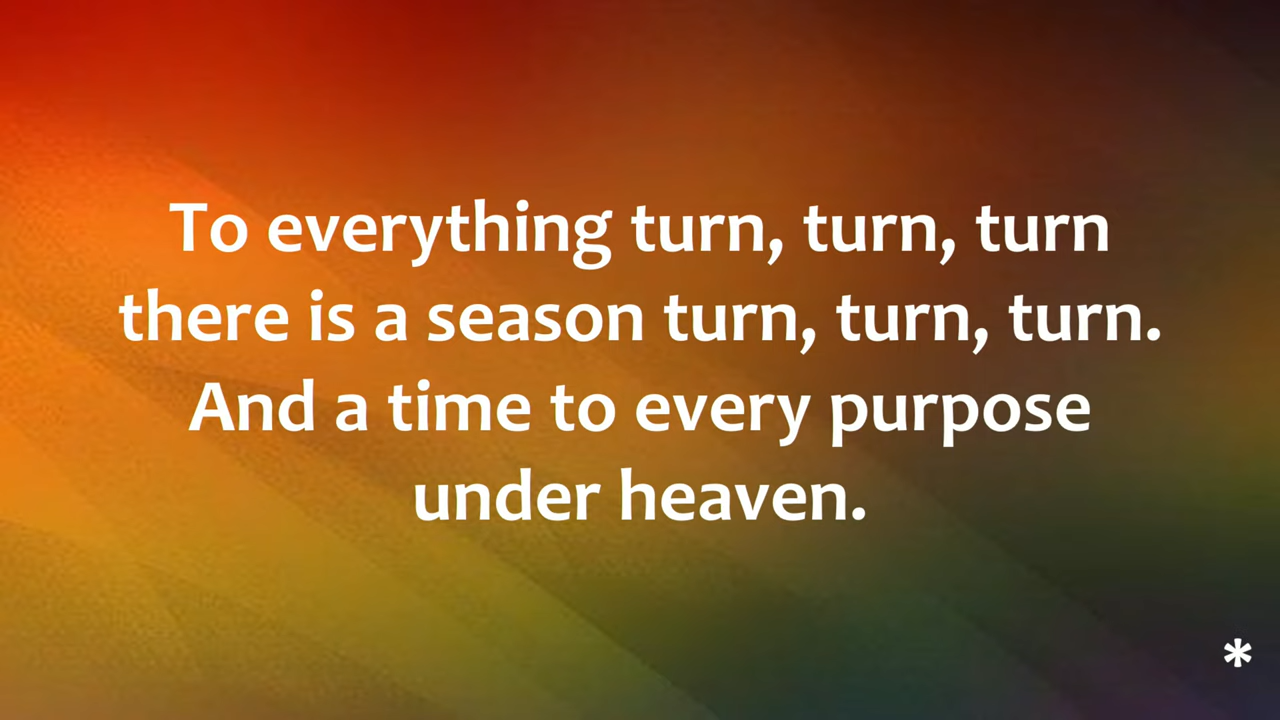 To everything turn, turn, turn
there is a season turn, turn, turn.
And a time to every purpose
under heaven.
*